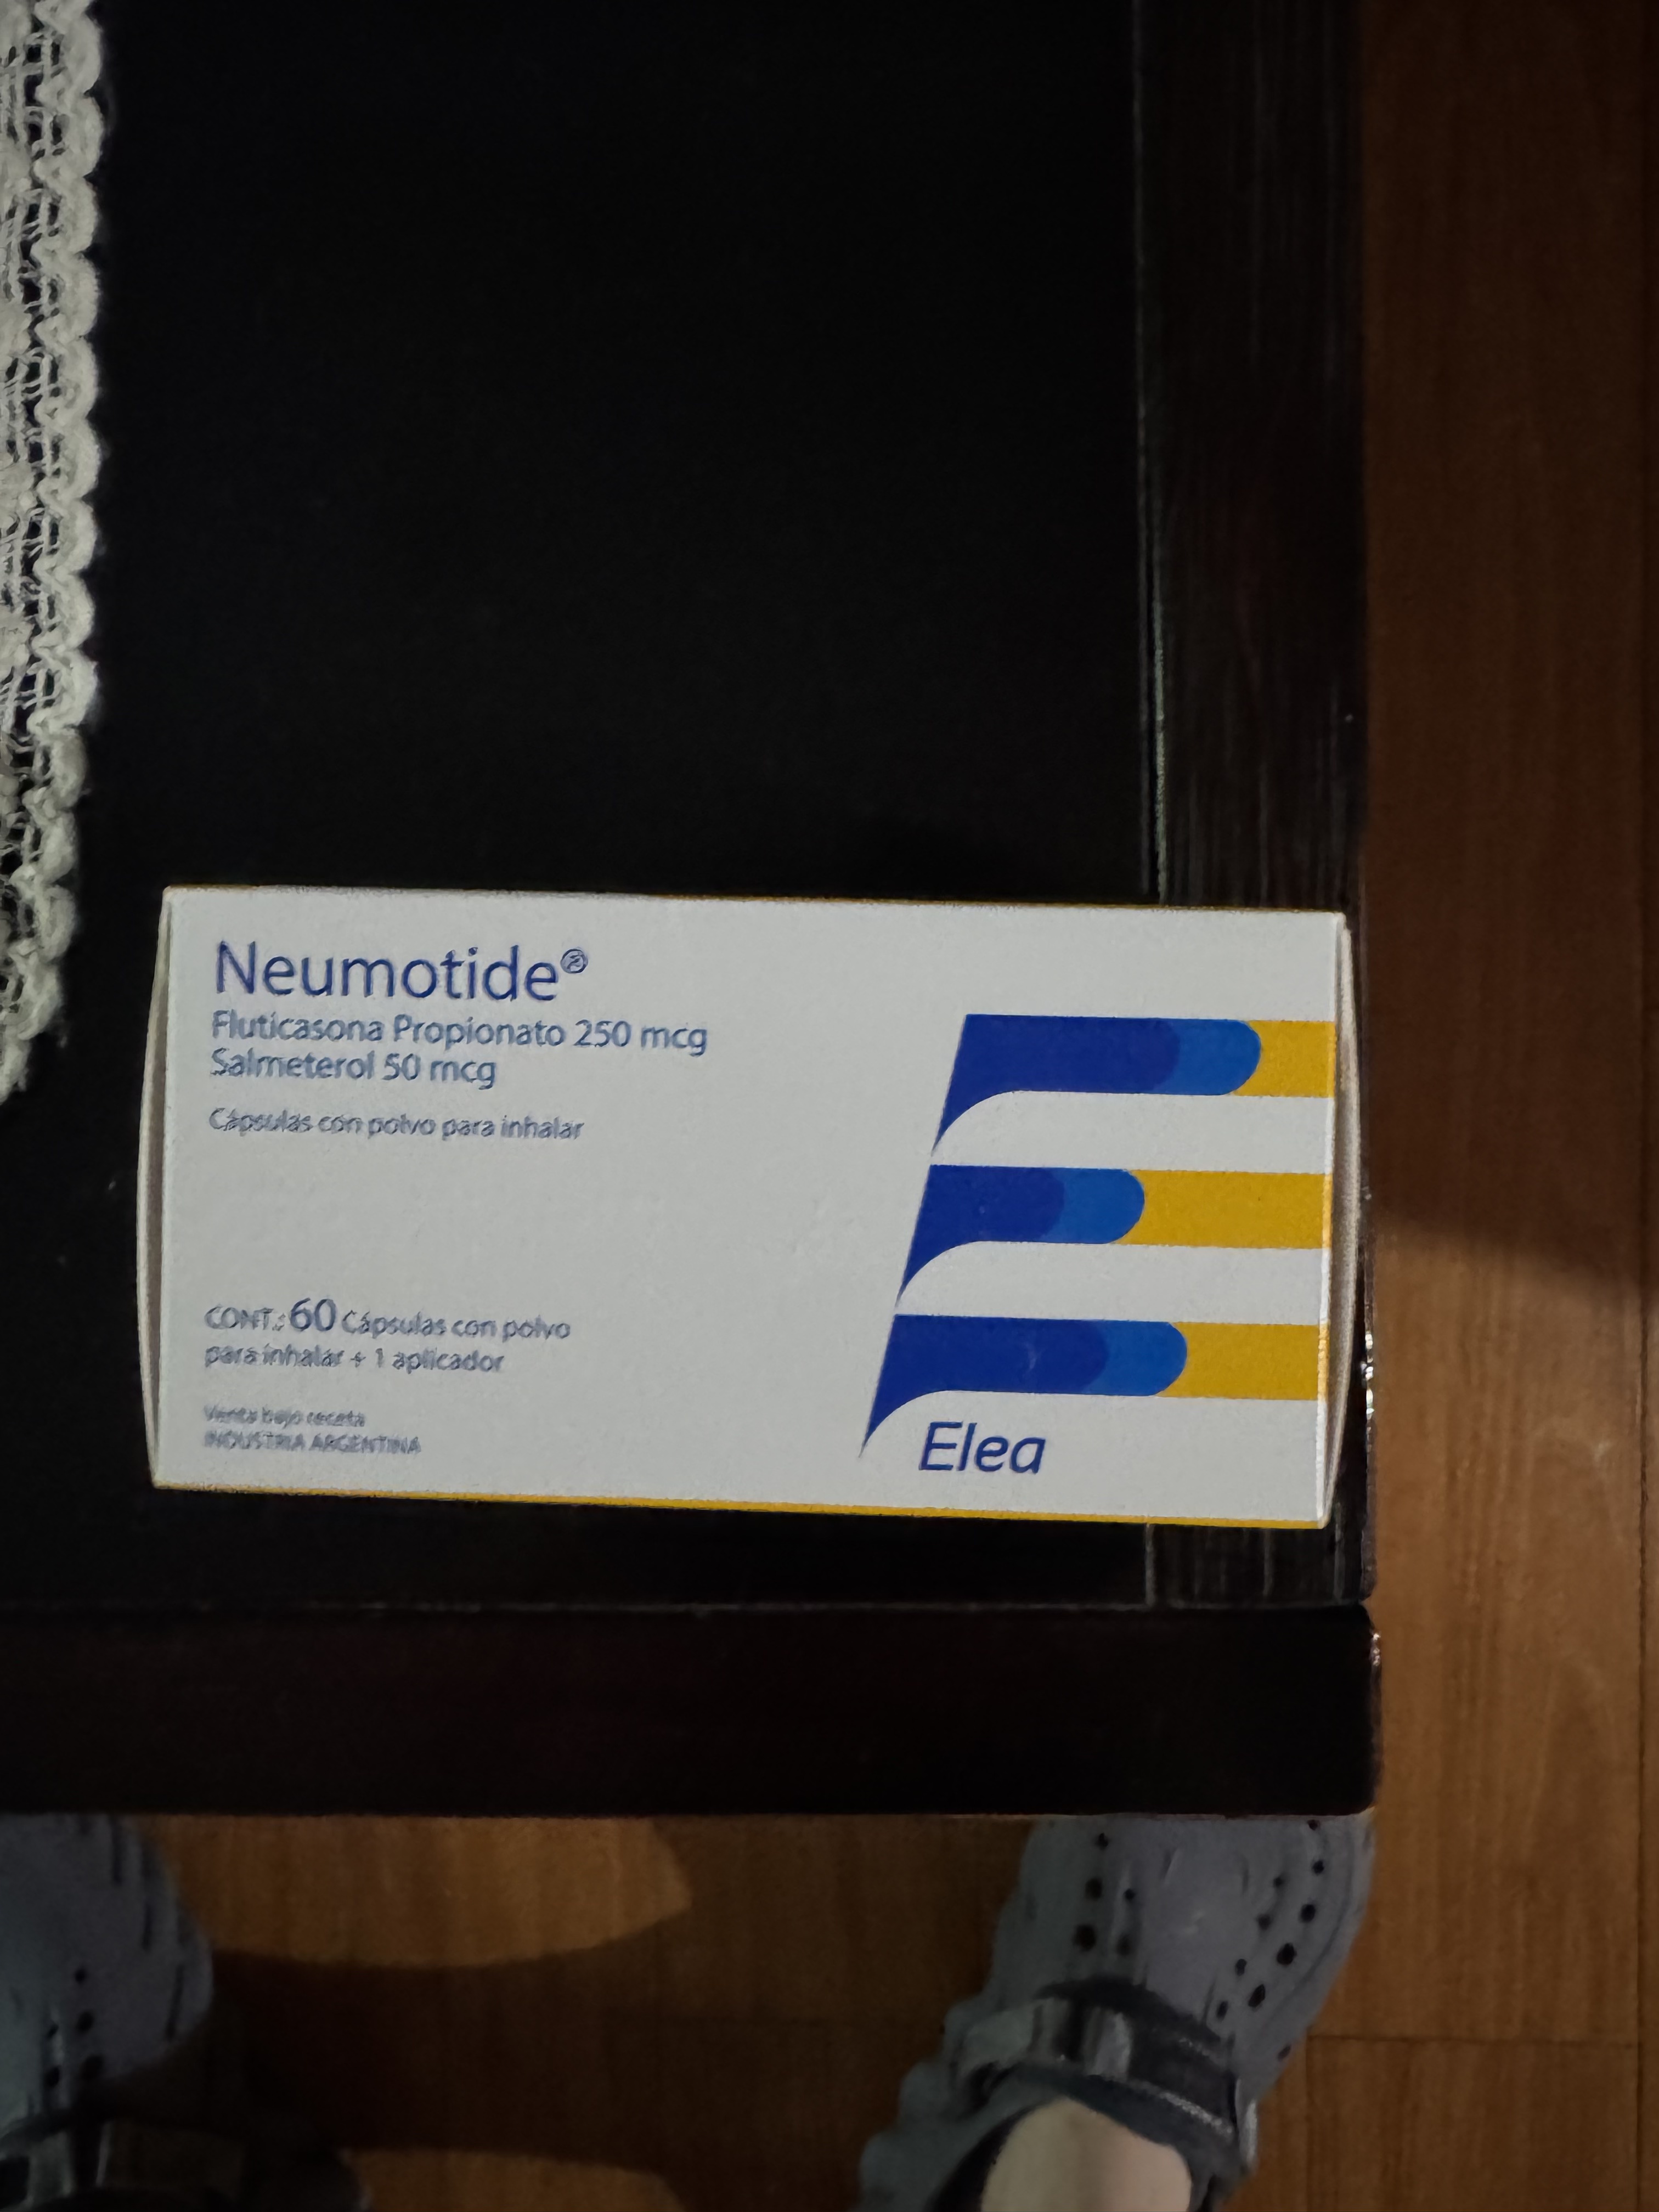 Neumotide®
Fluticasona Propionato 250 mcg
Salmeterol 50 mcg
Cápsulas con polvo para inhalar
CONT.: 60 Cápsulas con polvo
para inhalar + 1 aplicador
Venta bajo receta
INDUSTRIA ARGENTINA
Elea